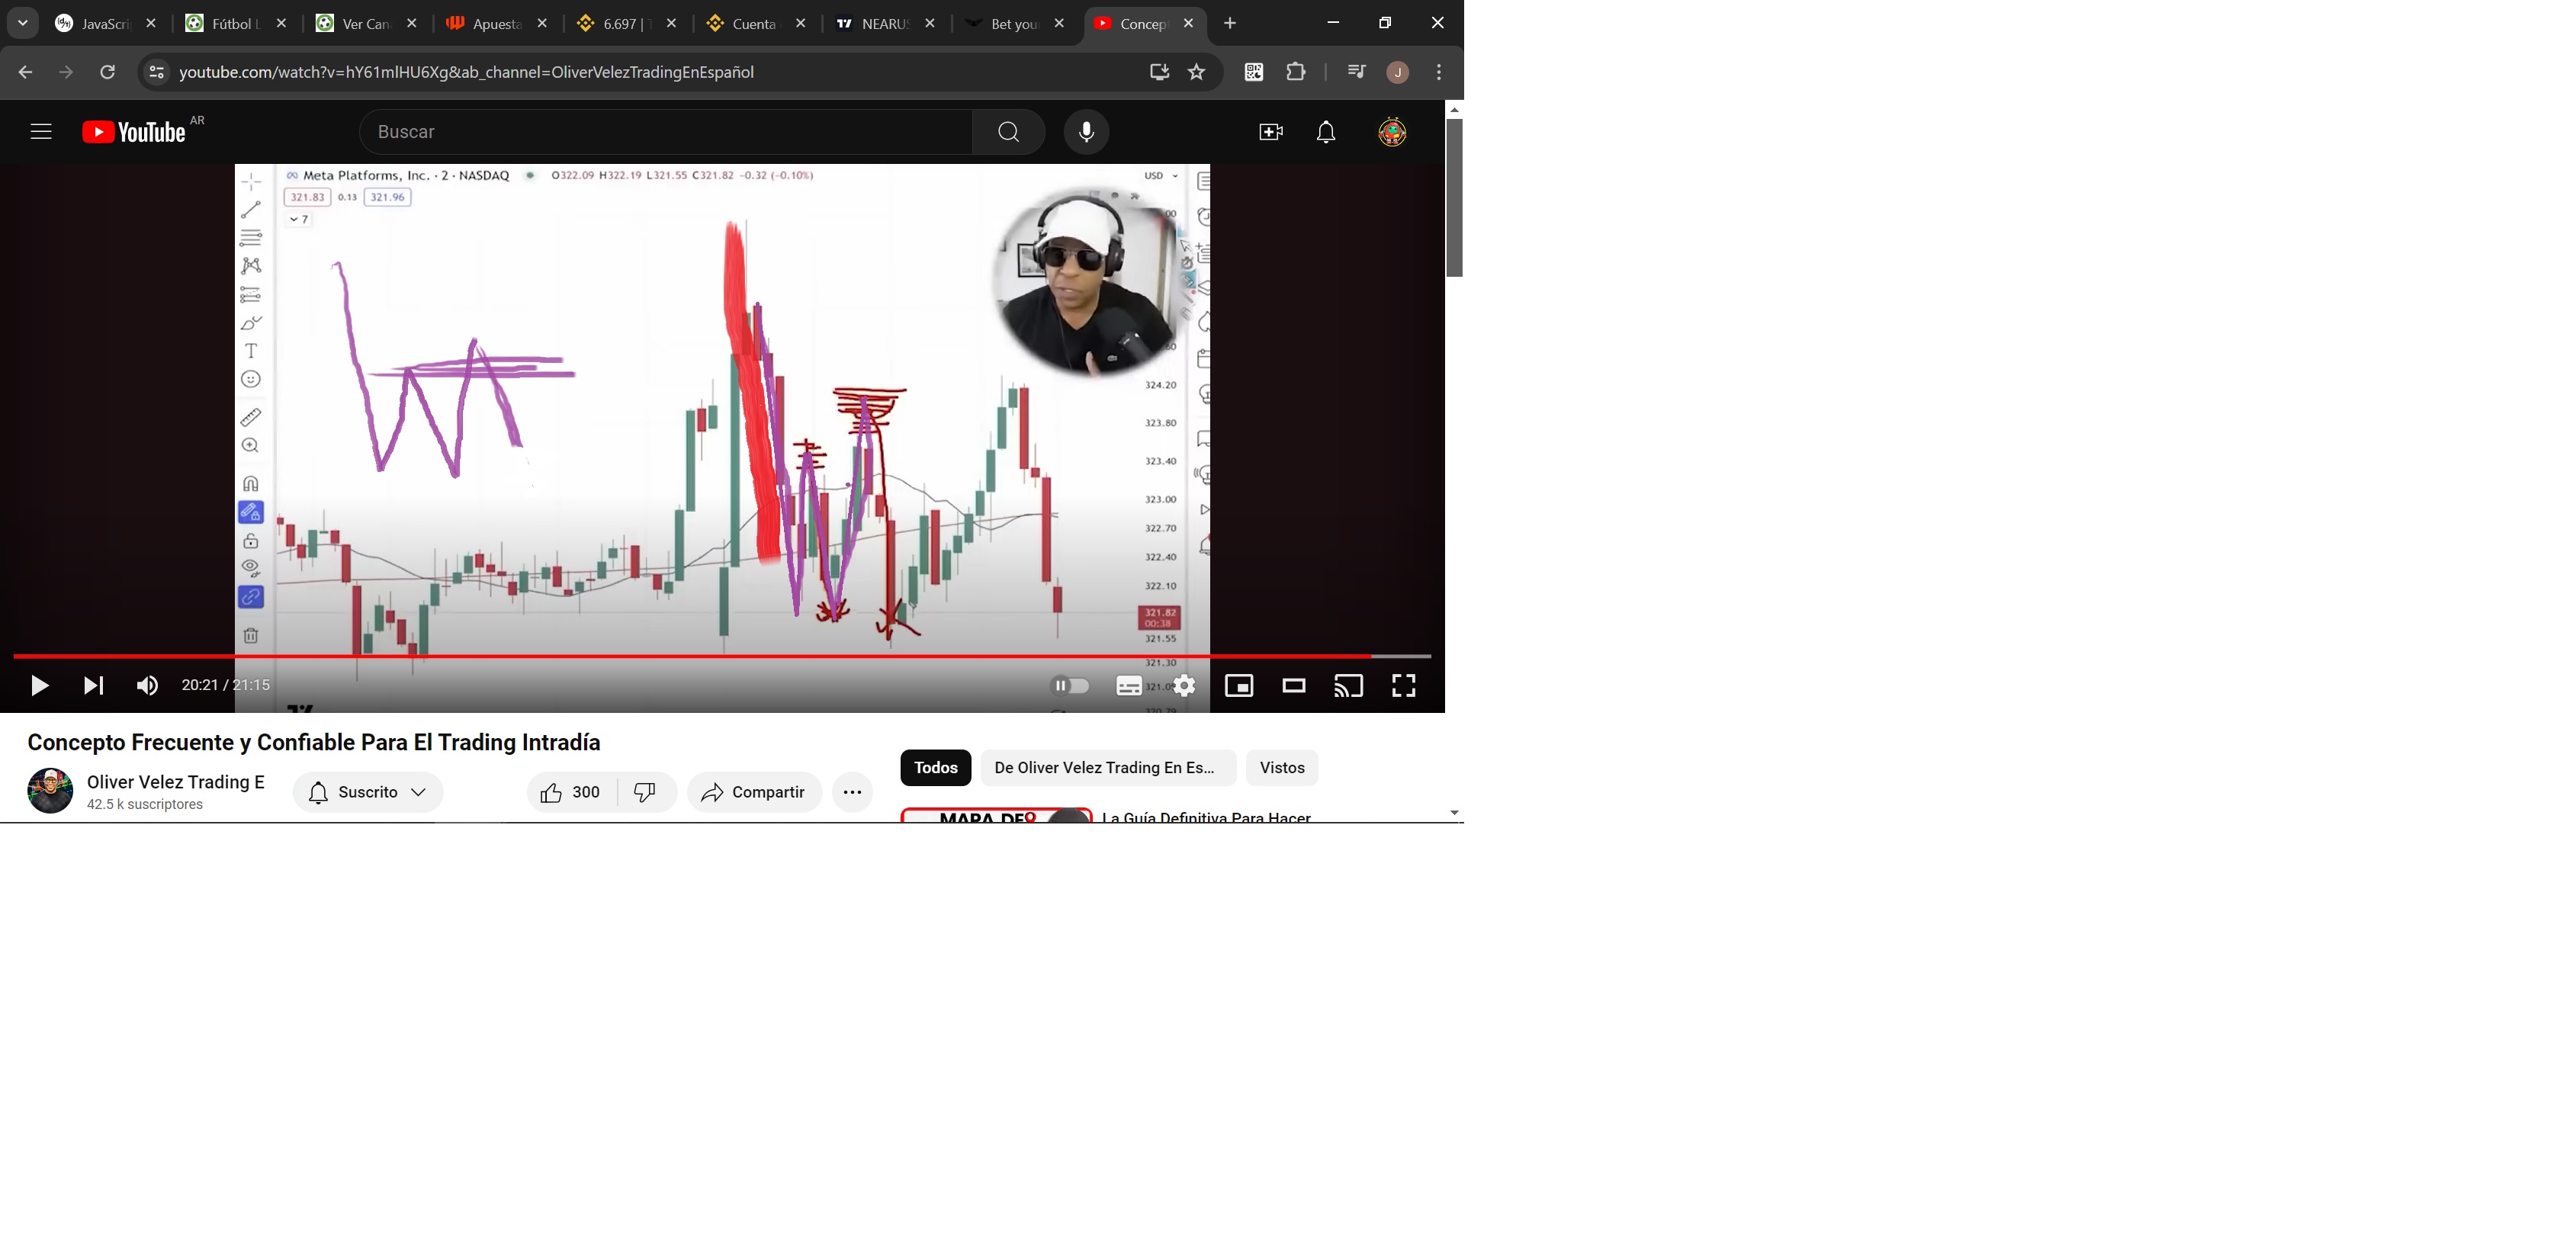 JavaScri
Fútbol L
Ver Can
Apuesta
6.697 | T
Cuenta
NEARUS
Bet you
Concep
youtube.com/watch?v=hY61mlHU6Xg&ab_channel=OliverVelezTradingEnEspañol
J
YouTube AR
Buscar
Meta Platforms, Inc. · 2 · NASDAQ O322.09 H322.19 L321.55 C321.82 −0.32 (−0.10%)
USD
321.83 0.13 321.96
7
324.20
323.80
323.40
323.00
322.70
322.40
322.10
321.82
00:38
321.55
321.30
20:21 / 21:15
Concepto Frecuente y Confiable Para El Trading Intradía
Oliver Velez Trading E
42.5 k suscriptores
Suscrito
300
Compartir
Todos
De Oliver Velez Trading En Es...
Vistos
MAPA DE
La Guía Definitiva Para Hacer